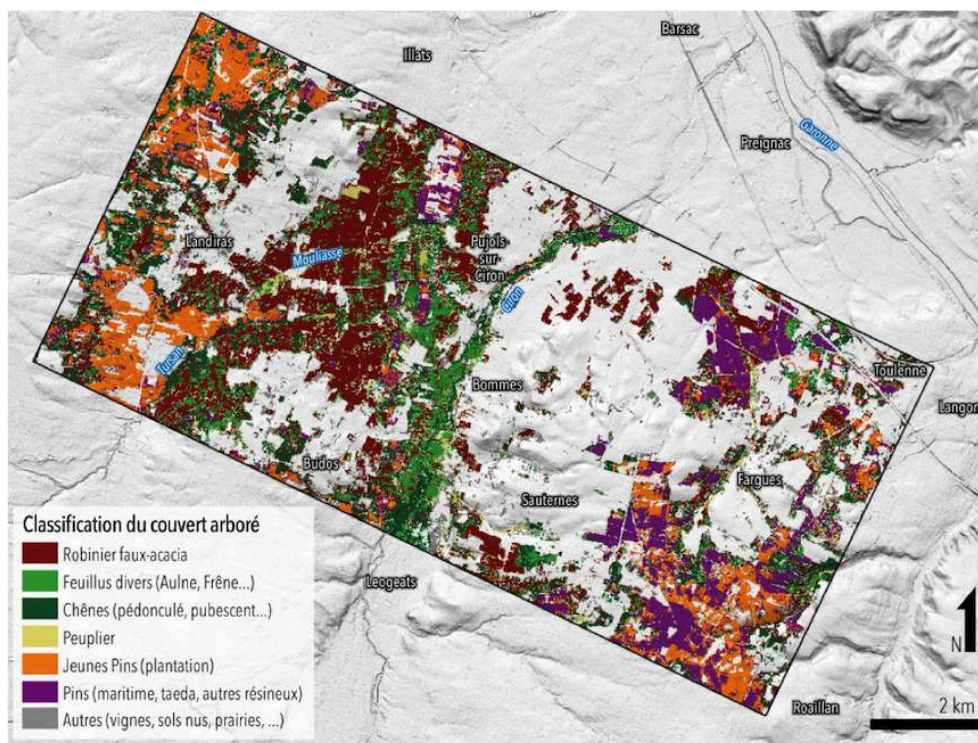 Illats
Barsac
Garonne
Preignac
Landiras
Mouliasse
Pujols-
sur-
Ciron
Ciron
Tursan
Bommes
Toulenne
Langon
Budos
Sauternes
Fargues
Classification du couvert arboré
Robinier faux-acacia
Feuillus divers (Aulne, Frêne...)
Chênes (pédonculé, pubescent...)
Peuplier
Jeunes Pins (plantation)
Pins (maritime, taeda, autres résineux)
Autres (vignes, sols nus, prairies, ...)
Leogeats
N
Roaillan
2 km